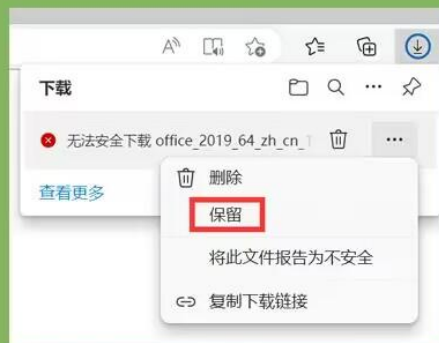 下载
无法安全下载 office_2019_64_zh_cn_
查看更多
删除
保留
将此文件报告为不安全
复制下载链接